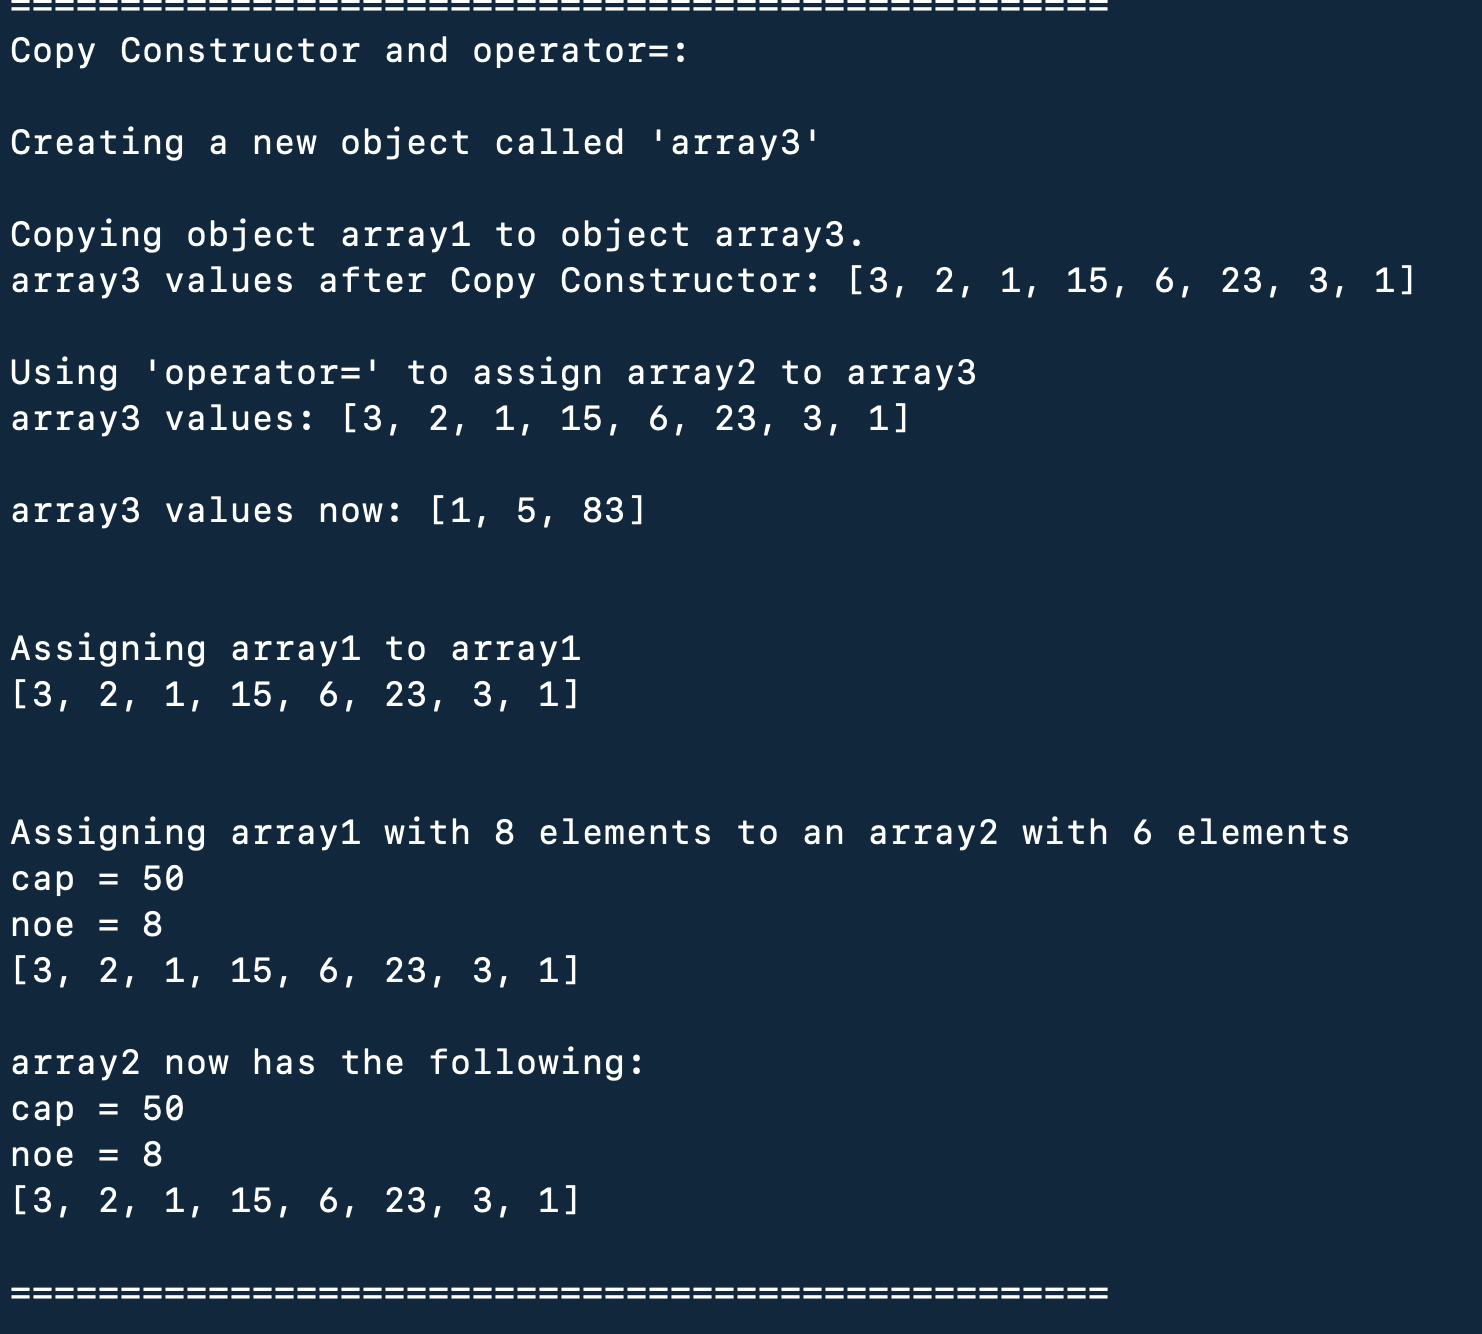 ==================================================
Copy Constructor and operator=:
Creating a new object called 'array3'
Copying object array1 to object array3.
array3 values after Copy Constructor: [3, 2, 1, 15, 6, 23, 3, 1]
Using 'operator=' to assign array2 to array3
array3 values: [3, 2, 1, 15, 6, 23, 3, 1]
array3 values now: [1, 5, 83]
Assigning array1 to array1
[3, 2, 1, 15, 6, 23, 3, 1]
Assigning array1 with 8 elements to an array2 with 6 elements
cap = 50
noe = 8
[3, 2, 1, 15, 6, 23, 3, 1]
array2 now has the following:
cap = 50
noe = 8
[3, 2, 1, 15, 6, 23, 3, 1]
==================================================